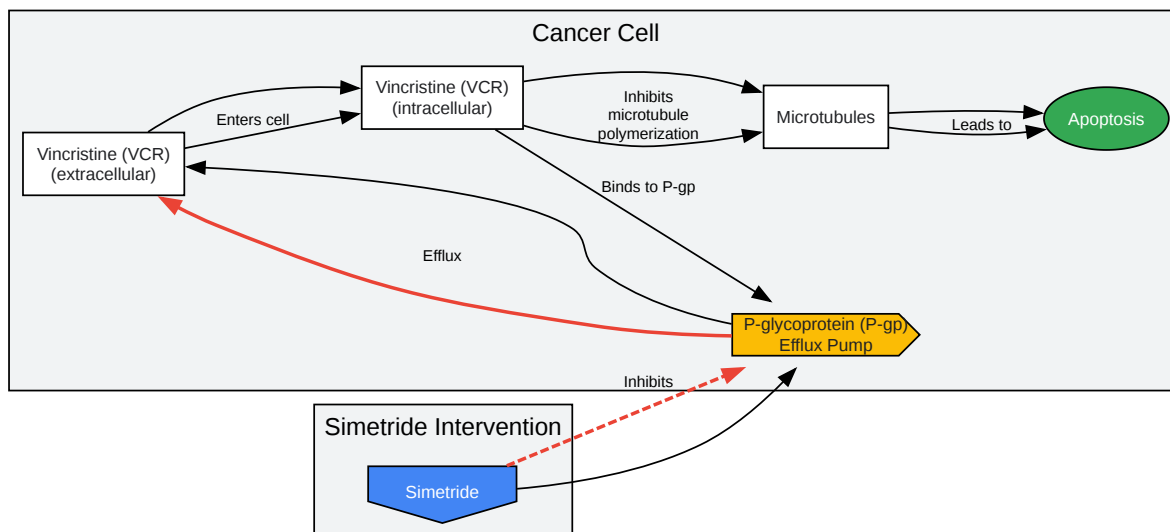 Cancer Cell
Vincristine (VCR)
(extracellular)
Enters cell
Vincristine (VCR)
(intracellular)
Inhibits
microtubule
polymerization
Microtubules
Leads to
Apoptosis
Binds to P-gp
Efflux
P-glycoprotein (P-gp)
Efflux Pump
Inhibits
Simetride Intervention
Simetride